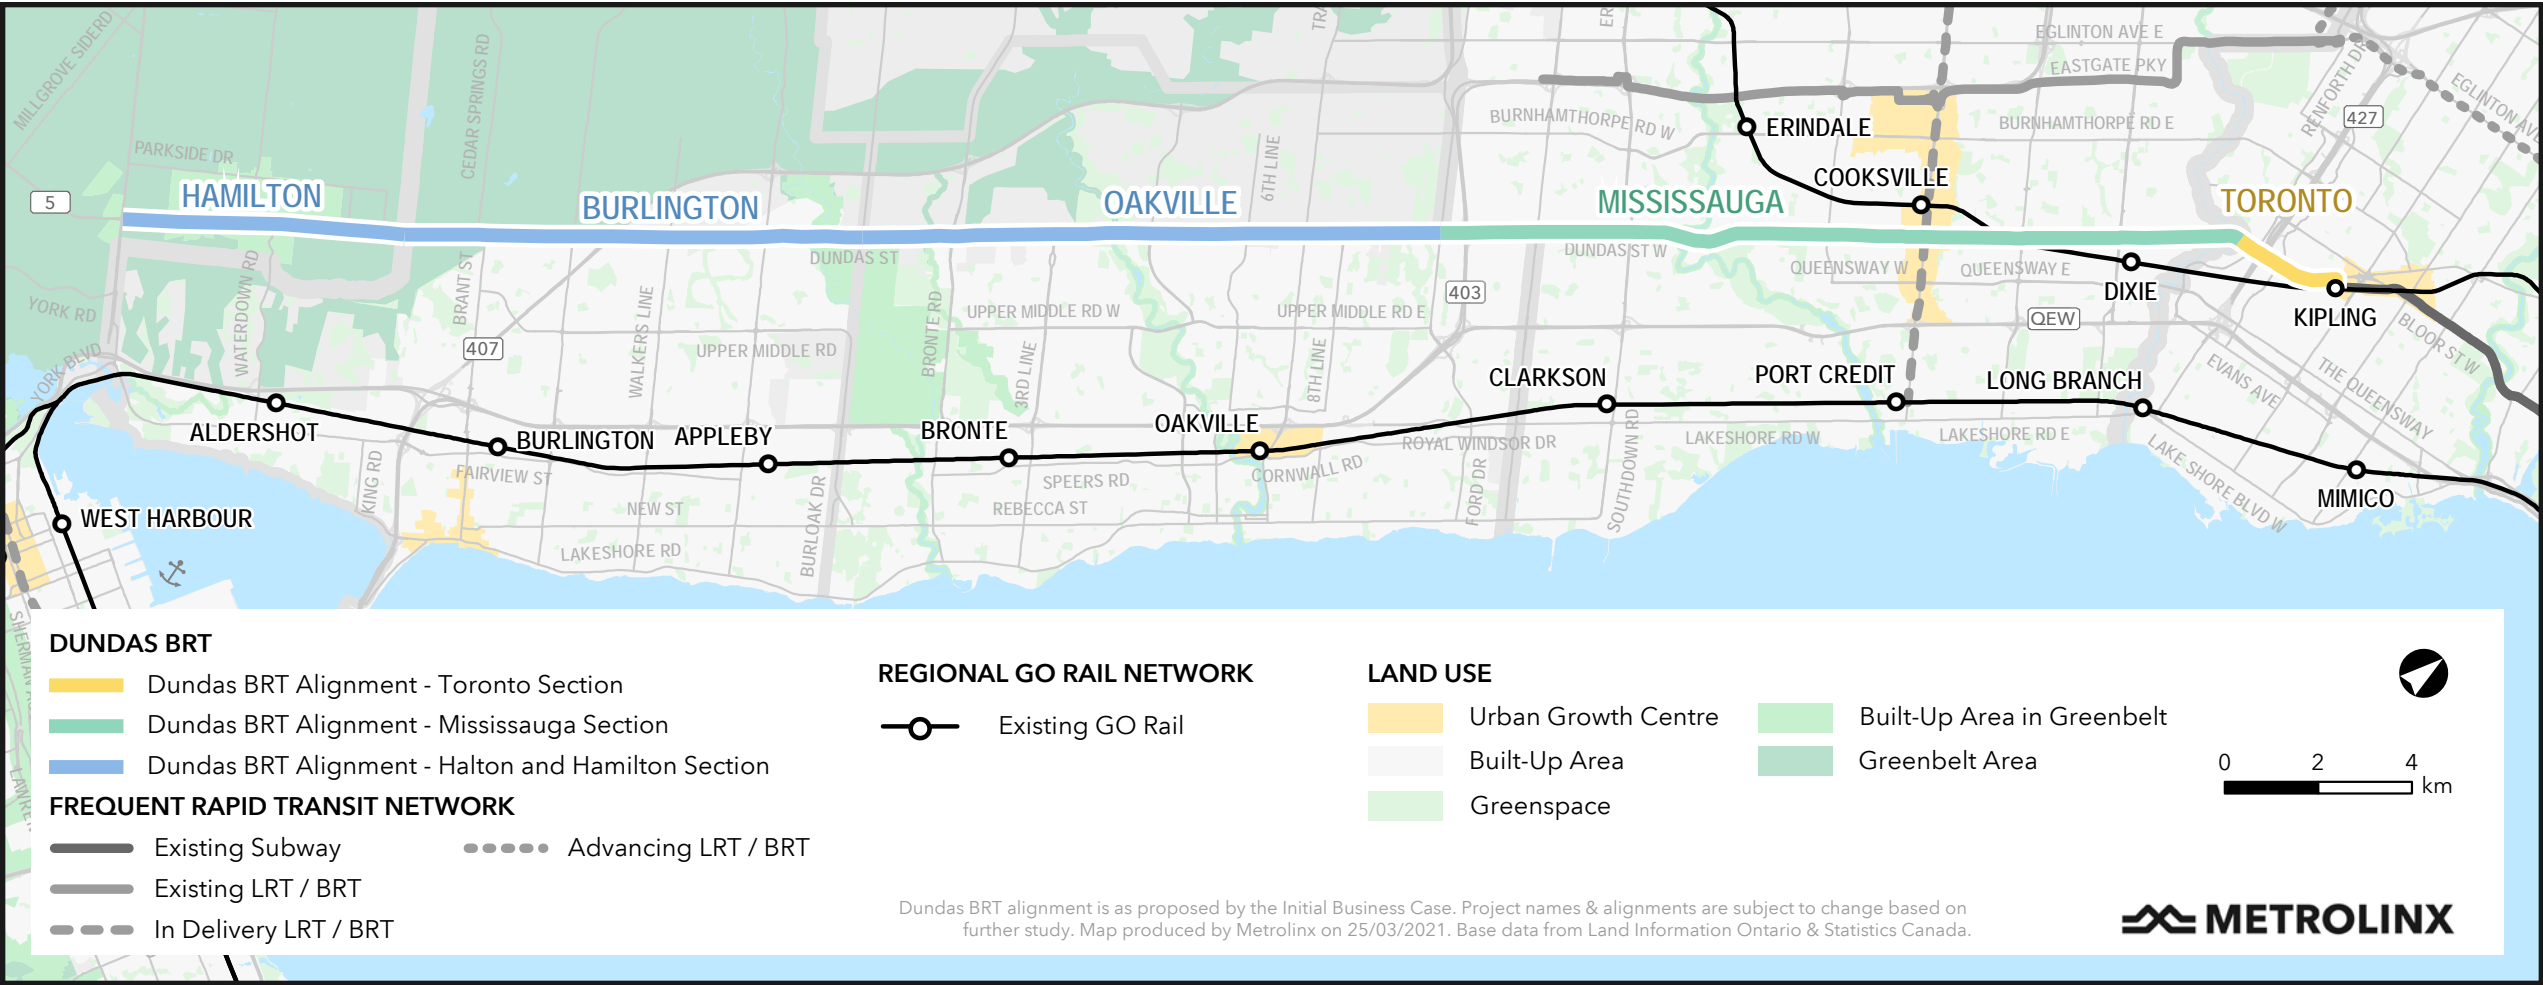 MILLGROVE SIDERD
CEDAR SPRINGS RD
ERINDALE
EGLINTON AVE E
EASTGATE PKY
RENFORTH DR
EGLINTON AVE
427
BURNHAMTHORPE RD W
BURNHAMTHORPE RD E
PARKSIDE DR
6TH LINE
COOKSVILLE
5
HAMILTON
BURLINGTON
OAKVILLE
MISSISSAUGA
TORONTO
DUNDAS ST
DUNDAS ST W
QUEENSWAY W
QUEENSWAY E
DIXIE
KIPLING
YORK RD
WATERDOWN RD
BRANT ST
WALKERS LINE
BRONTE RD
UPPER MIDDLE RD W
UPPER MIDDLE RD E
403
QEW
BLOOR ST W
YORK BLVD
407
UPPER MIDDLE RD
3RD LINE
8TH LINE
CLARKSON
PORT CREDIT
LONG BRANCH
EVANS AVE
THE QUEENSWAY
ALDERSHOT
BURLINGTON
APPLEBY
BRONTE
OAKVILLE
ROYAL WINDSOR DR
LAKESHORE RD W
LAKESHORE RD E
LAKE SHORE BLVD W
MIMICO
KING RD
FAIRVIEW ST
SPEERS RD
CORNWALL RD
FORD DR
SOUTHDOWN RD
WEST HARBOUR
NEW ST
REBECCA ST
LAKESHORE RD
BURLOAK DR
DUNDAS BRT
Dundas BRT Alignment - Toronto Section
Dundas BRT Alignment - Mississauga Section
Dundas BRT Alignment - Halton and Hamilton Section
FREQUENT RAPID TRANSIT NETWORK
Existing Subway
Advancing LRT / BRT
Existing LRT / BRT
In Delivery LRT / BRT
REGIONAL GO RAIL NETWORK
Existing GO Rail
LAND USE
Urban Growth Centre
Built-Up Area in Greenbelt
Built-Up Area
Greenbelt Area
Greenspace
0 2 4
km
Dundas BRT alignment is as proposed by the Initial Business Case. Project names & alignments are subject to change based on
further study. Map produced by Metrolinx on 25/03/2021. Base data from Land Information Ontario & Statistics Canada.
METROLINX